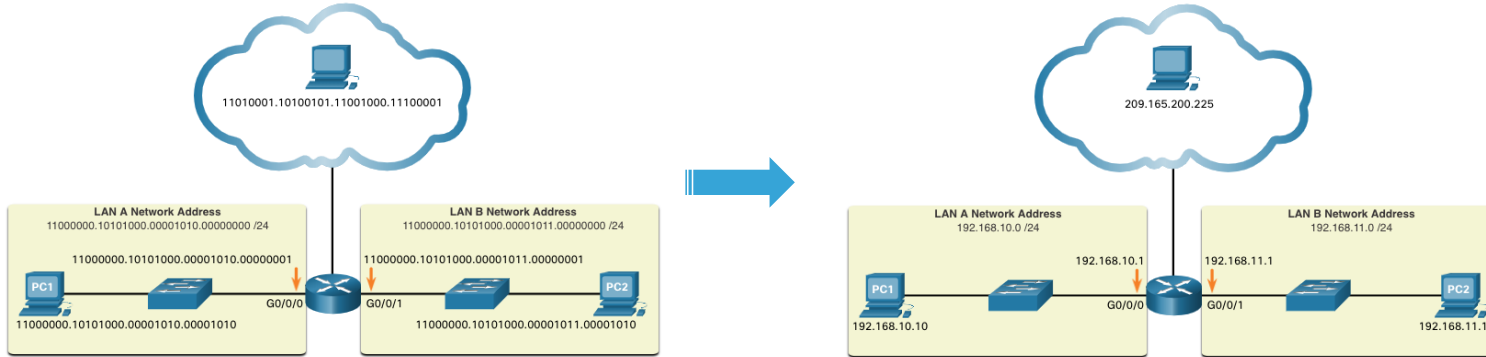 11010001.10100101.11001000.11100001
LAN A Network Address
11000000.10101000.00001010.00000000 /24
LAN B Network Address
11000000.10101000.00001011.00000000 /24
11000000.10101000.00001010.00000001
11000000.10101000.00001011.00000001
PC1
G0/0/0
G0/0/1
PC2
11000000.10101000.00001010.00001010
11000000.10101000.00001011.00001010
209.165.200.225
LAN A Network Address
192.168.10.0 /24
LAN B Network Address
192.168.11.0 /24
192.168.10.1
192.168.11.1
PC1
G0/0/0
G0/0/1
PC2
192.168.10.10
192.168.11.1